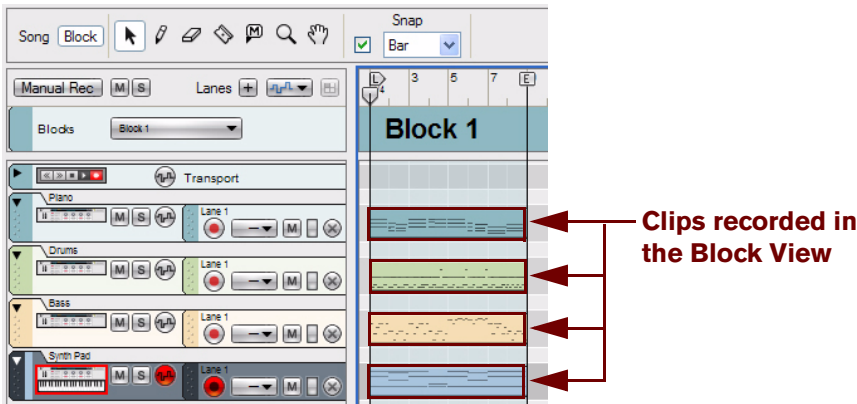 Snap
Song Block M Bar
Manual Rec M S Lanes + L 3 5 7 E
4
Blocks Block 1 Block 1
Transport
Piano
M S Lane 1 M
Drums
M S Lane 1 M
Bass
M S Lane 1 M
Synth Pad
M S Lane 1 M
Clips recorded in
the Block View